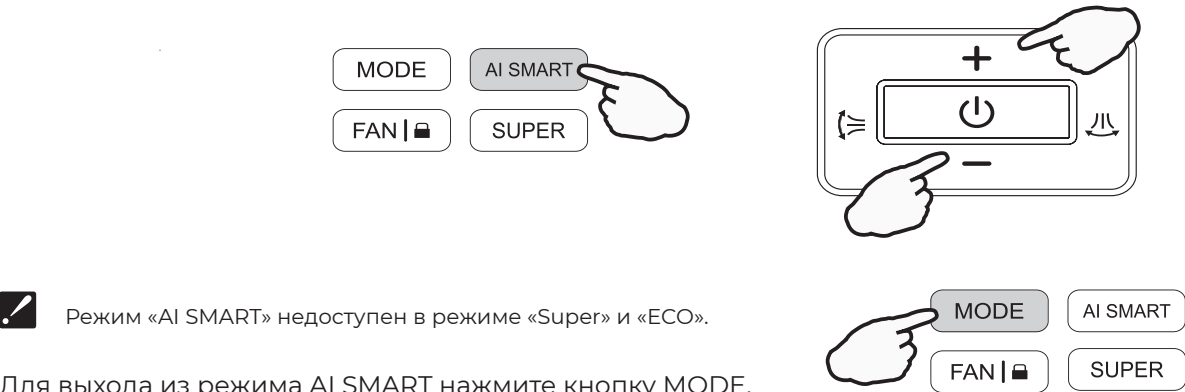 MODE AI SMART
FAN | SUPER
+
−
Режим «AI SMART» недоступен в режиме «Super» и «ECO».
MODE AI SMART
FAN | SUPER
Для выхода из режима AI SMART нажмите кнопку MODE.